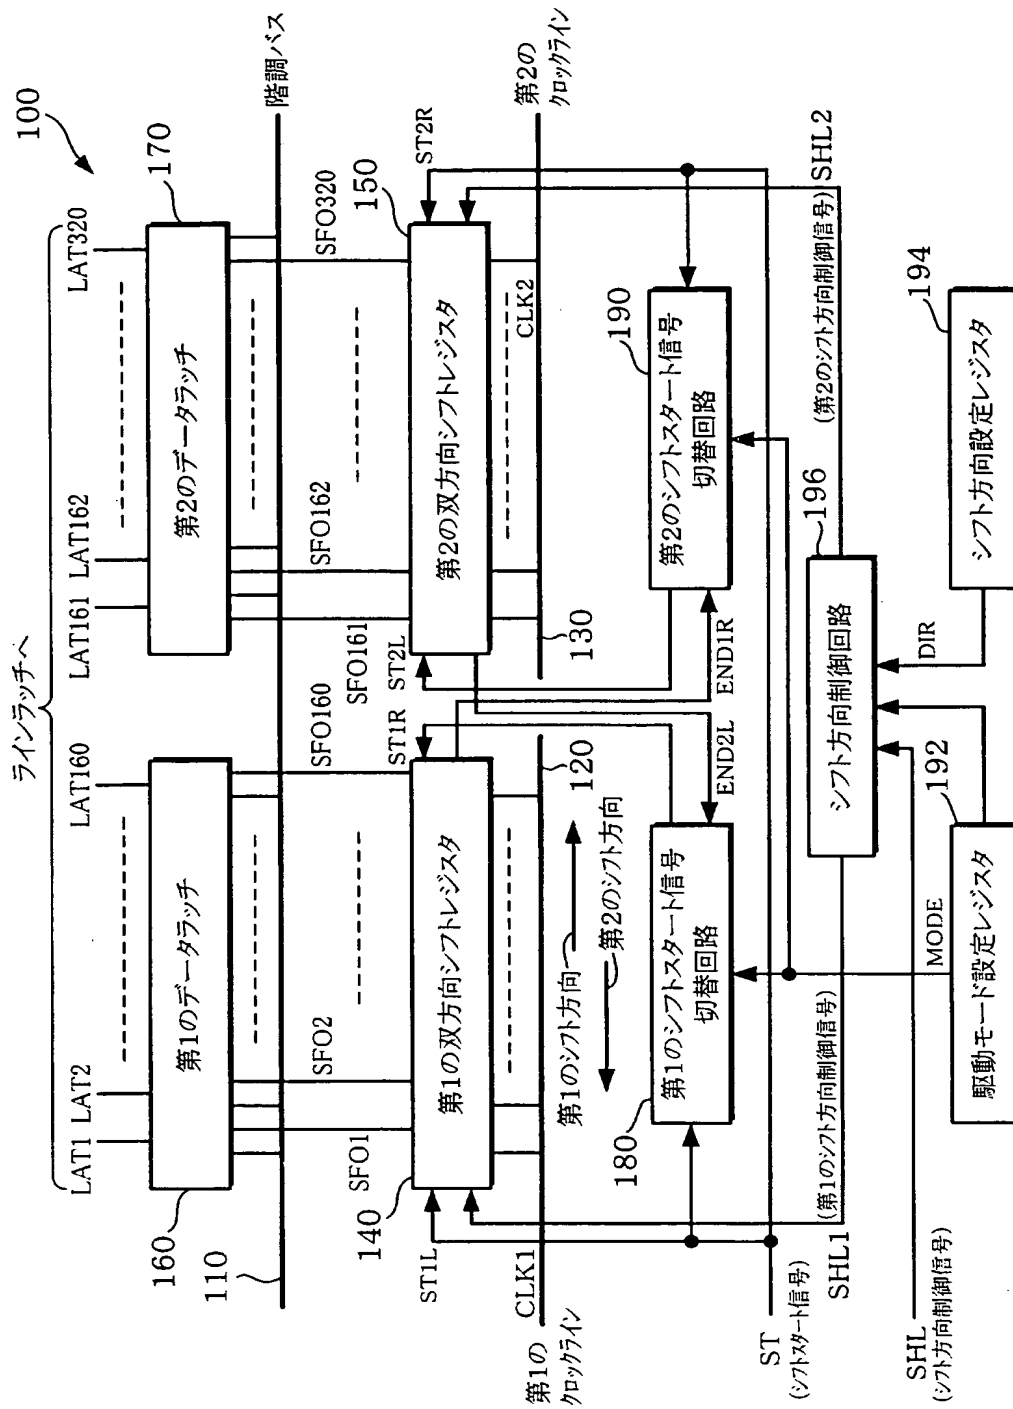 100
ラインラッチへ
LAT1
LAT2
LAT160
LAT161
LAT162
LAT320
160
第1のデータラッチ
第2のデータラッチ
170
110
階調バス
SFO1
SFO2
SFO160
SFO161
SFO162
SFO320
140
第1の双方向シフトレジスタ
第2の双方向シフトレジスタ
150
ST1L
ST1R
ST2L
ST2R
CLK1
120
130
CLK2
第1の
クロックライン
第2の
クロックライン
第1のシフト方向
第2のシフト方向
180
第1のシフトスタート信号
切替回路
END2L
END1R
第2のシフトスタート信号
切替回路
190
ST
(シフトスタート信号)
SHL1
(第1のシフト方向制御信号)
シフト方向制御回路
196
(第2のシフト方向制御信号)
SHL2
SHL
(シフト方向制御信号)
MODE
192
DIR
194
駆動モード設定レジスタ
シフト方向設定レジスタ